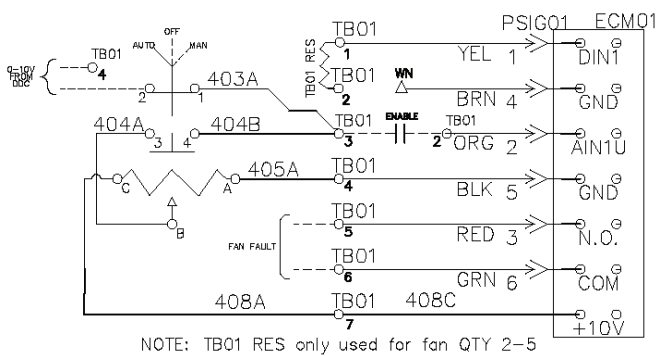 PSIG01 ECM01
OFF
AUTO MAN
0-10V
FROM
DDC
TB01
4
2 1
403A
TB01 RES
TB01
1
YEL 1
DIN1
TB01
2
WN
BRN 4
GND
404A
3 4
404B
TB01
3
ENABLE
TB01
2
ORG 2
AIN1U
C A
B
405A
TB01
4
BLK 5
GND
FAN FAULT
TB01
5
RED 3
N.O.
TB01
6
GRN 6
COM
408A
TB01
7
408C
+10V
NOTE: TB01 RES only used for fan QTY 2-5